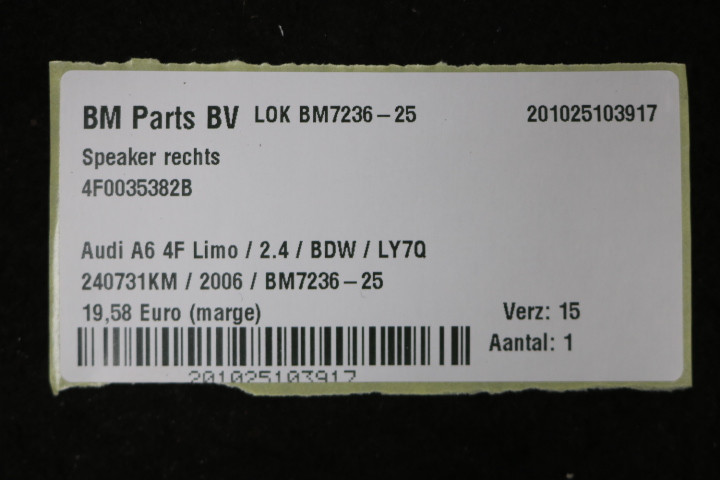 BM Parts BV LOK BM7236-25 201025103917
Speaker rechts
4F0035382B
Audi A6 4F Limo / 2.4 / BDW / LY7Q
240731KM / 2006 / BM7236-25
19,58 Euro (marge) Verz: 15
Aantal: 1
201025103917